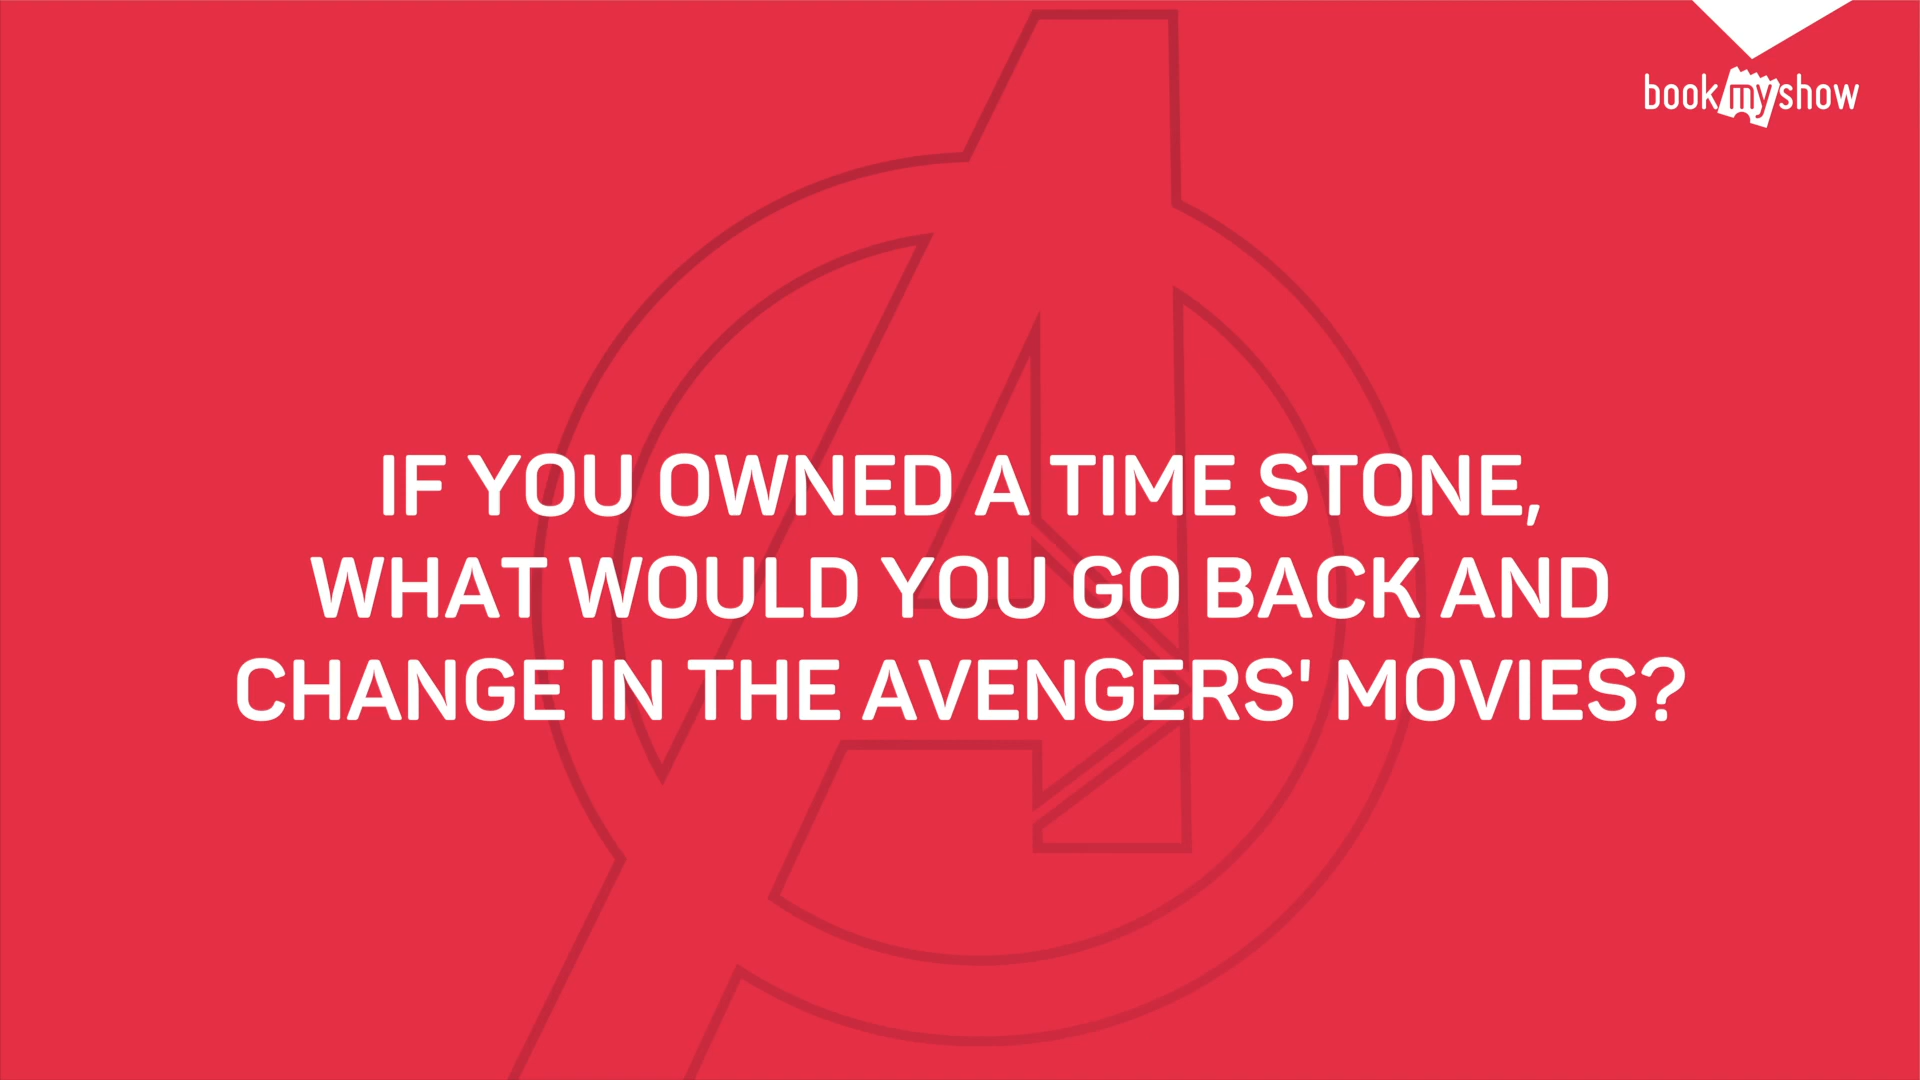 bookmyshow
IF YOU OWNED A TIME STONE,
WHAT WOULD YOU GO BACK AND
CHANGE IN THE AVENGERS' MOVIES?